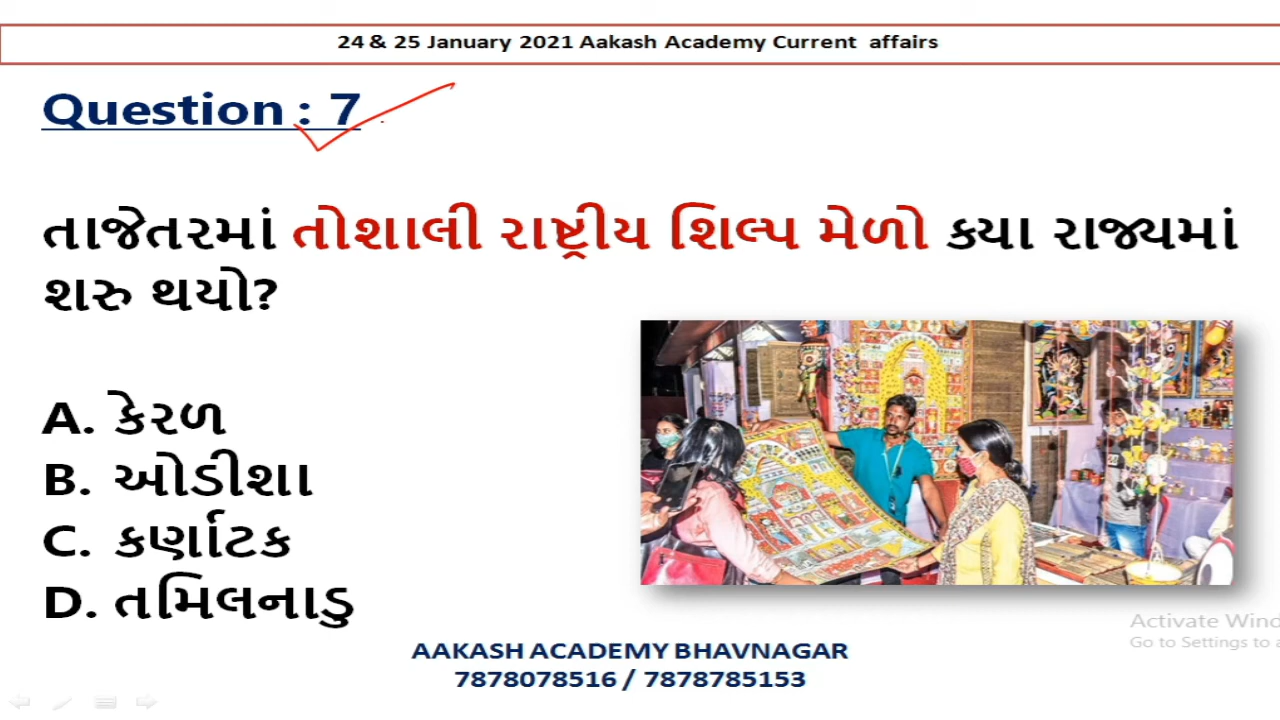 24 & 25 January 2021 Aakash Academy Current affairs
Question : 7
તાજેતરમાં તોશાલી રાષ્ટ્રીય શિલ્પ મેળો ક્યા રાજ્યમાં
શરુ થયો?
A. કેરળ
B. ઓડીશા
C. કર્ણાટક
D. તમિલનાડુ
Activate Wind
Go to Settings to a
AAKASH ACADEMY BHAVNAGAR
7878078516 / 7878785153